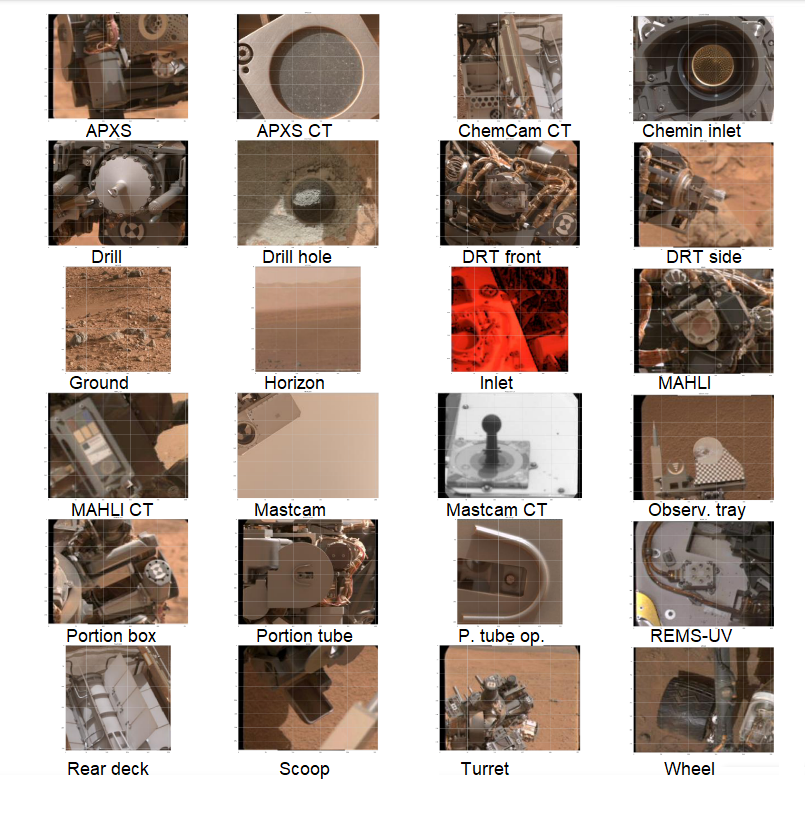 APXS APXS CT ChemCam CT Chemin inlet
Drill Drill hole DRT front DRT side
Ground Horizon Inlet MAHLI
MAHLI CT Mastcam Mastcam CT Observ. tray
Portion box Portion tube P. tube op. REMS-UV
Rear deck Scoop Turret Wheel